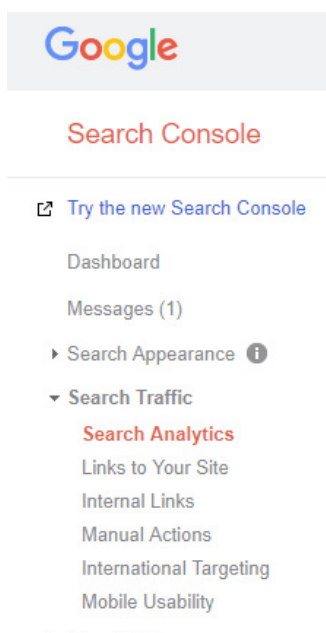 Google
Search Console
Try the new Search Console
Dashboard
Messages (1)
Search Appearance
Search Traffic
Search Analytics
Links to Your Site
Internal Links
Manual Actions
International Targeting
Mobile Usability